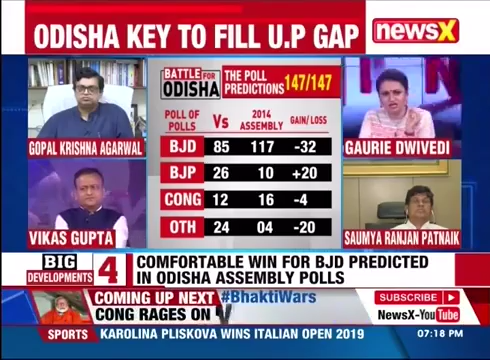 ODISHA KEY TO FILL U.P GAP
newsX
BATTLE FOR
ODISHA
THE POLL
PREDICTIONS 147/147
POLL OF
POLLS
Vs
2014
ASSEMBLY
GAIN/LOSS
BJD 85 117 -32
BJP 26 10 +20
CONG 12 16 -4
OTH 24 04 -20
GOPAL KRISHNA AGARWAL
GAURIE DWIVEDI
VIKAS GUPTA
SAUMYA RANJAN PATNAIK
BIG
DEVELOPMENTS
4
COMFORTABLE WIN FOR BJD PREDICTED
IN ODISHA ASSEMBLY POLLS
COMING UP NEXT
#BhaktiWars
CONG RAGES ON
SUBSCRIBE
NewsX-YouTube
SPORTS
KAROLINA PLISKOVA WINS ITALIAN OPEN 2019
07:18 PM